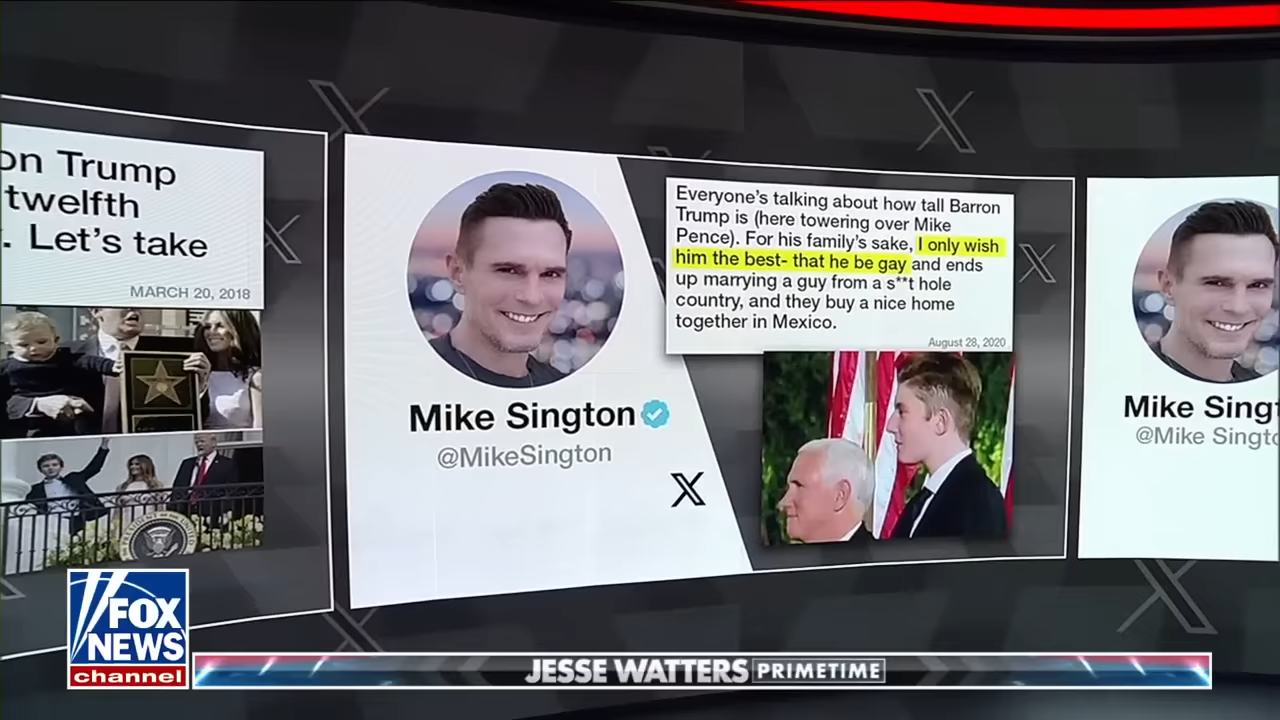 on Trump
twelfth
. Let's take
MARCH 20, 2018
Mike Sington
@MikeSington
X
Everyone's talking about how tall Barron
Trump is (here towering over Mike
Pence). For his family's sake, I only wish
him the best- that he be gay and ends
up marrying a guy from a s**t hole
country, and they buy a nice home
together in Mexico.
August 28, 2020
Mike Sing
@Mike Singto
FOX
NEWS
channel
JESSE WATTERS PRIMETIME